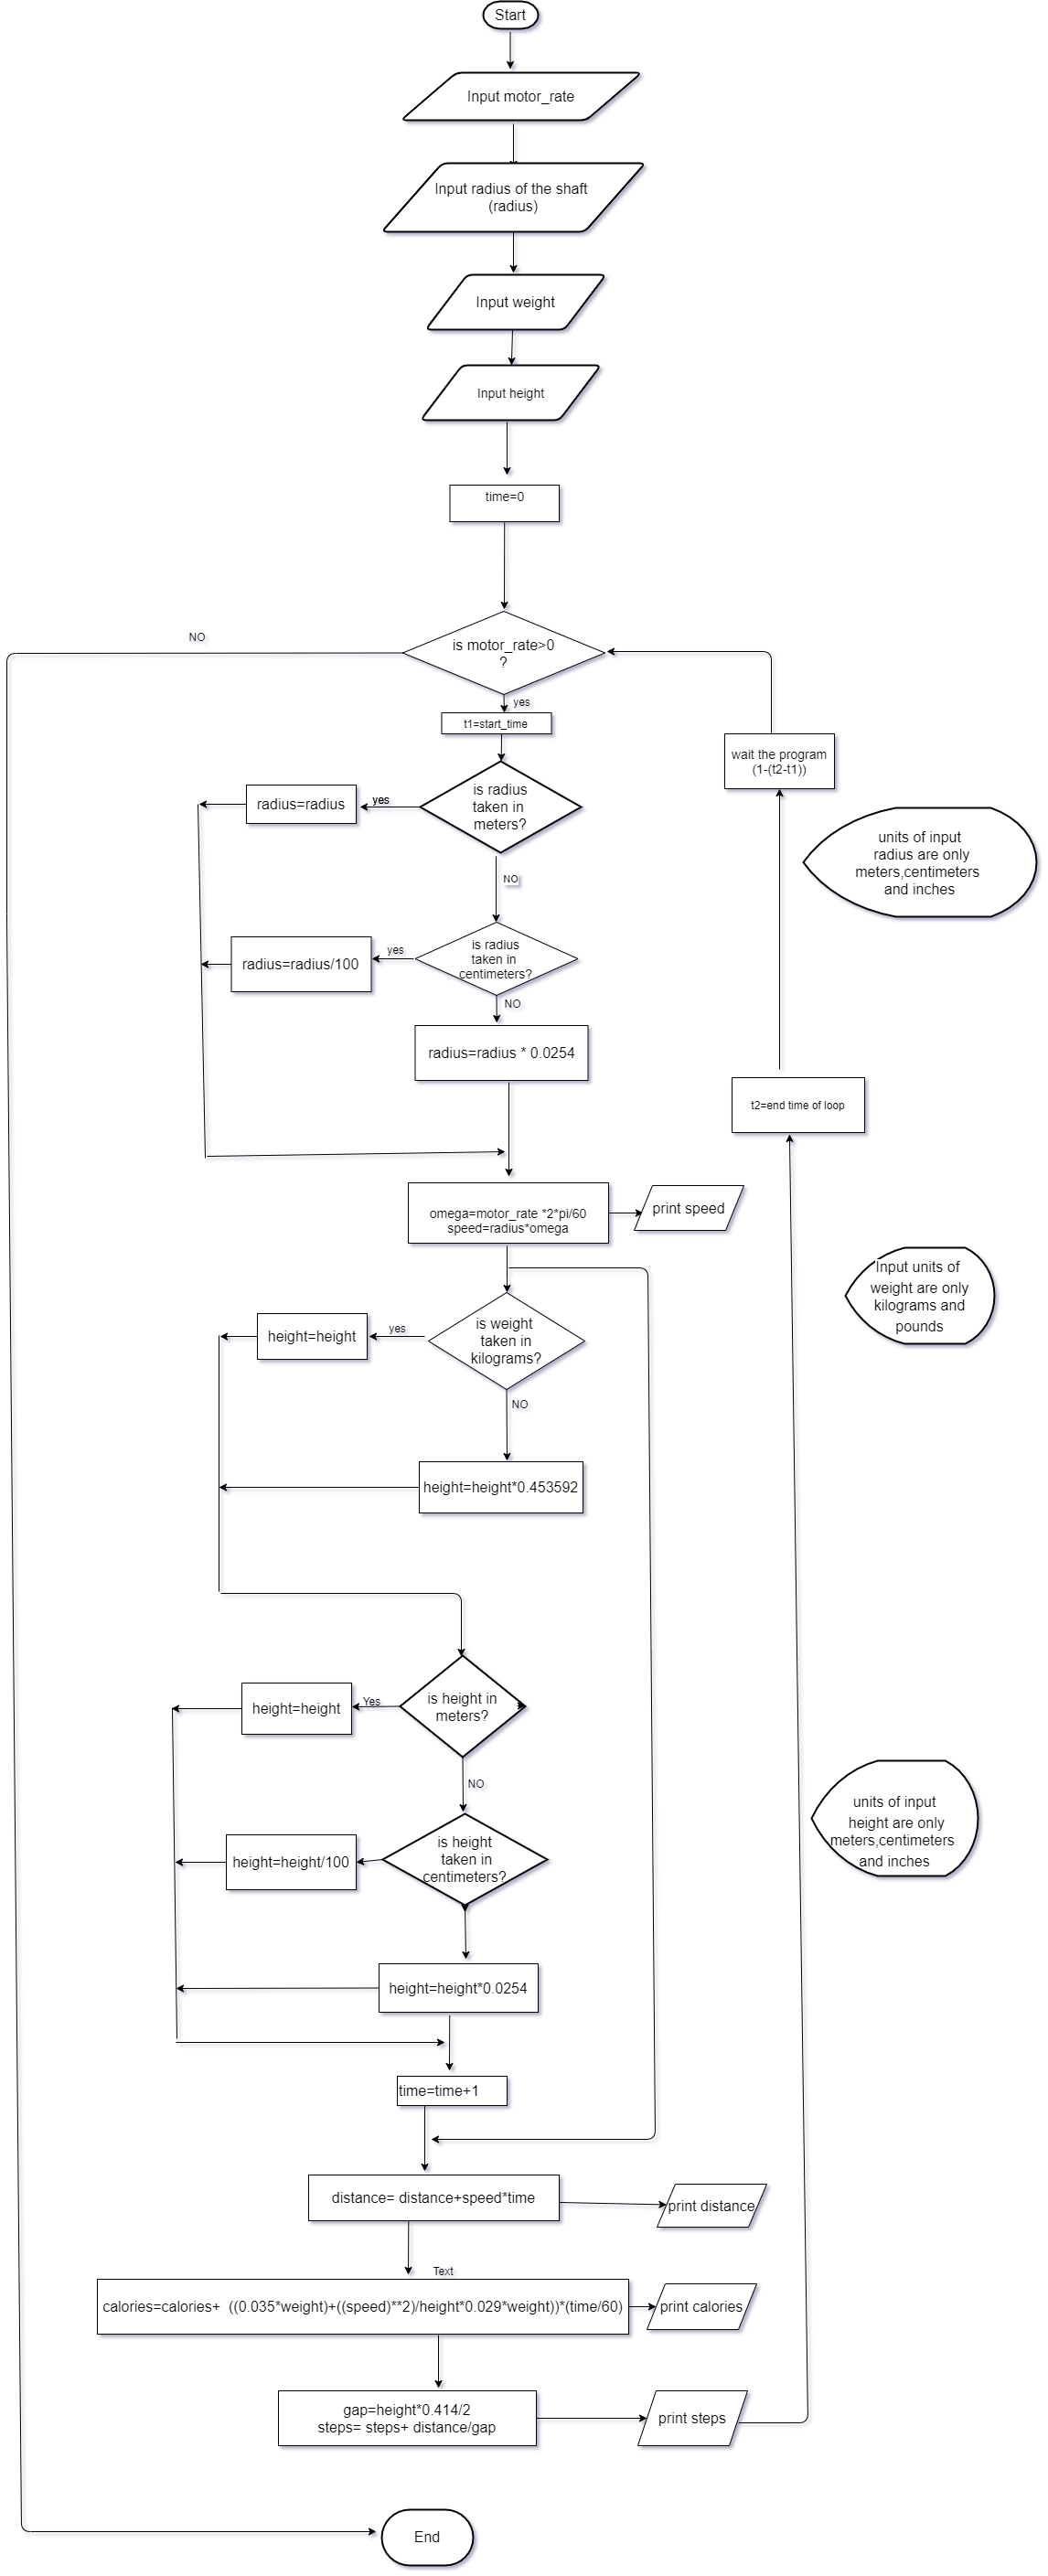 Start
Input motor_rate
Input radius of the shaft
(radius)
Input weight
Input height
time=0
is motor_rate>0
?
NO
yes
t1=start_time
wait the program
(1-(t2-t1))
is radius
taken in
meters?
yes
radius=radius
units of input
radius are only
meters,centimeters
and inches
NO
is radius
taken in
centimeters?
yes
radius=radius/100
NO
radius=radius * 0.0254
t2=end time of loop
omega=motor_rate *2*pi/60
speed=radius*omega
print speed
Input units of
weight are only
kilograms and
pounds
is weight
taken in
kilograms?
yes
height=height
NO
height=height*0.453592
is height in
meters?
Yes
height=height
NO
units of input
height are only
meters,centimeters
and inches
is height
taken in
centimeters?
height=height/100
height=height*0.0254
time=time+1
distance= distance+speed*time
print distance
Text
calories=calories+ ((0.035*weight)+((speed)**2)/height*0.029*weight))*(time/60)
print calories
gap=height*0.414/2
steps= steps+ distance/gap
print steps
End